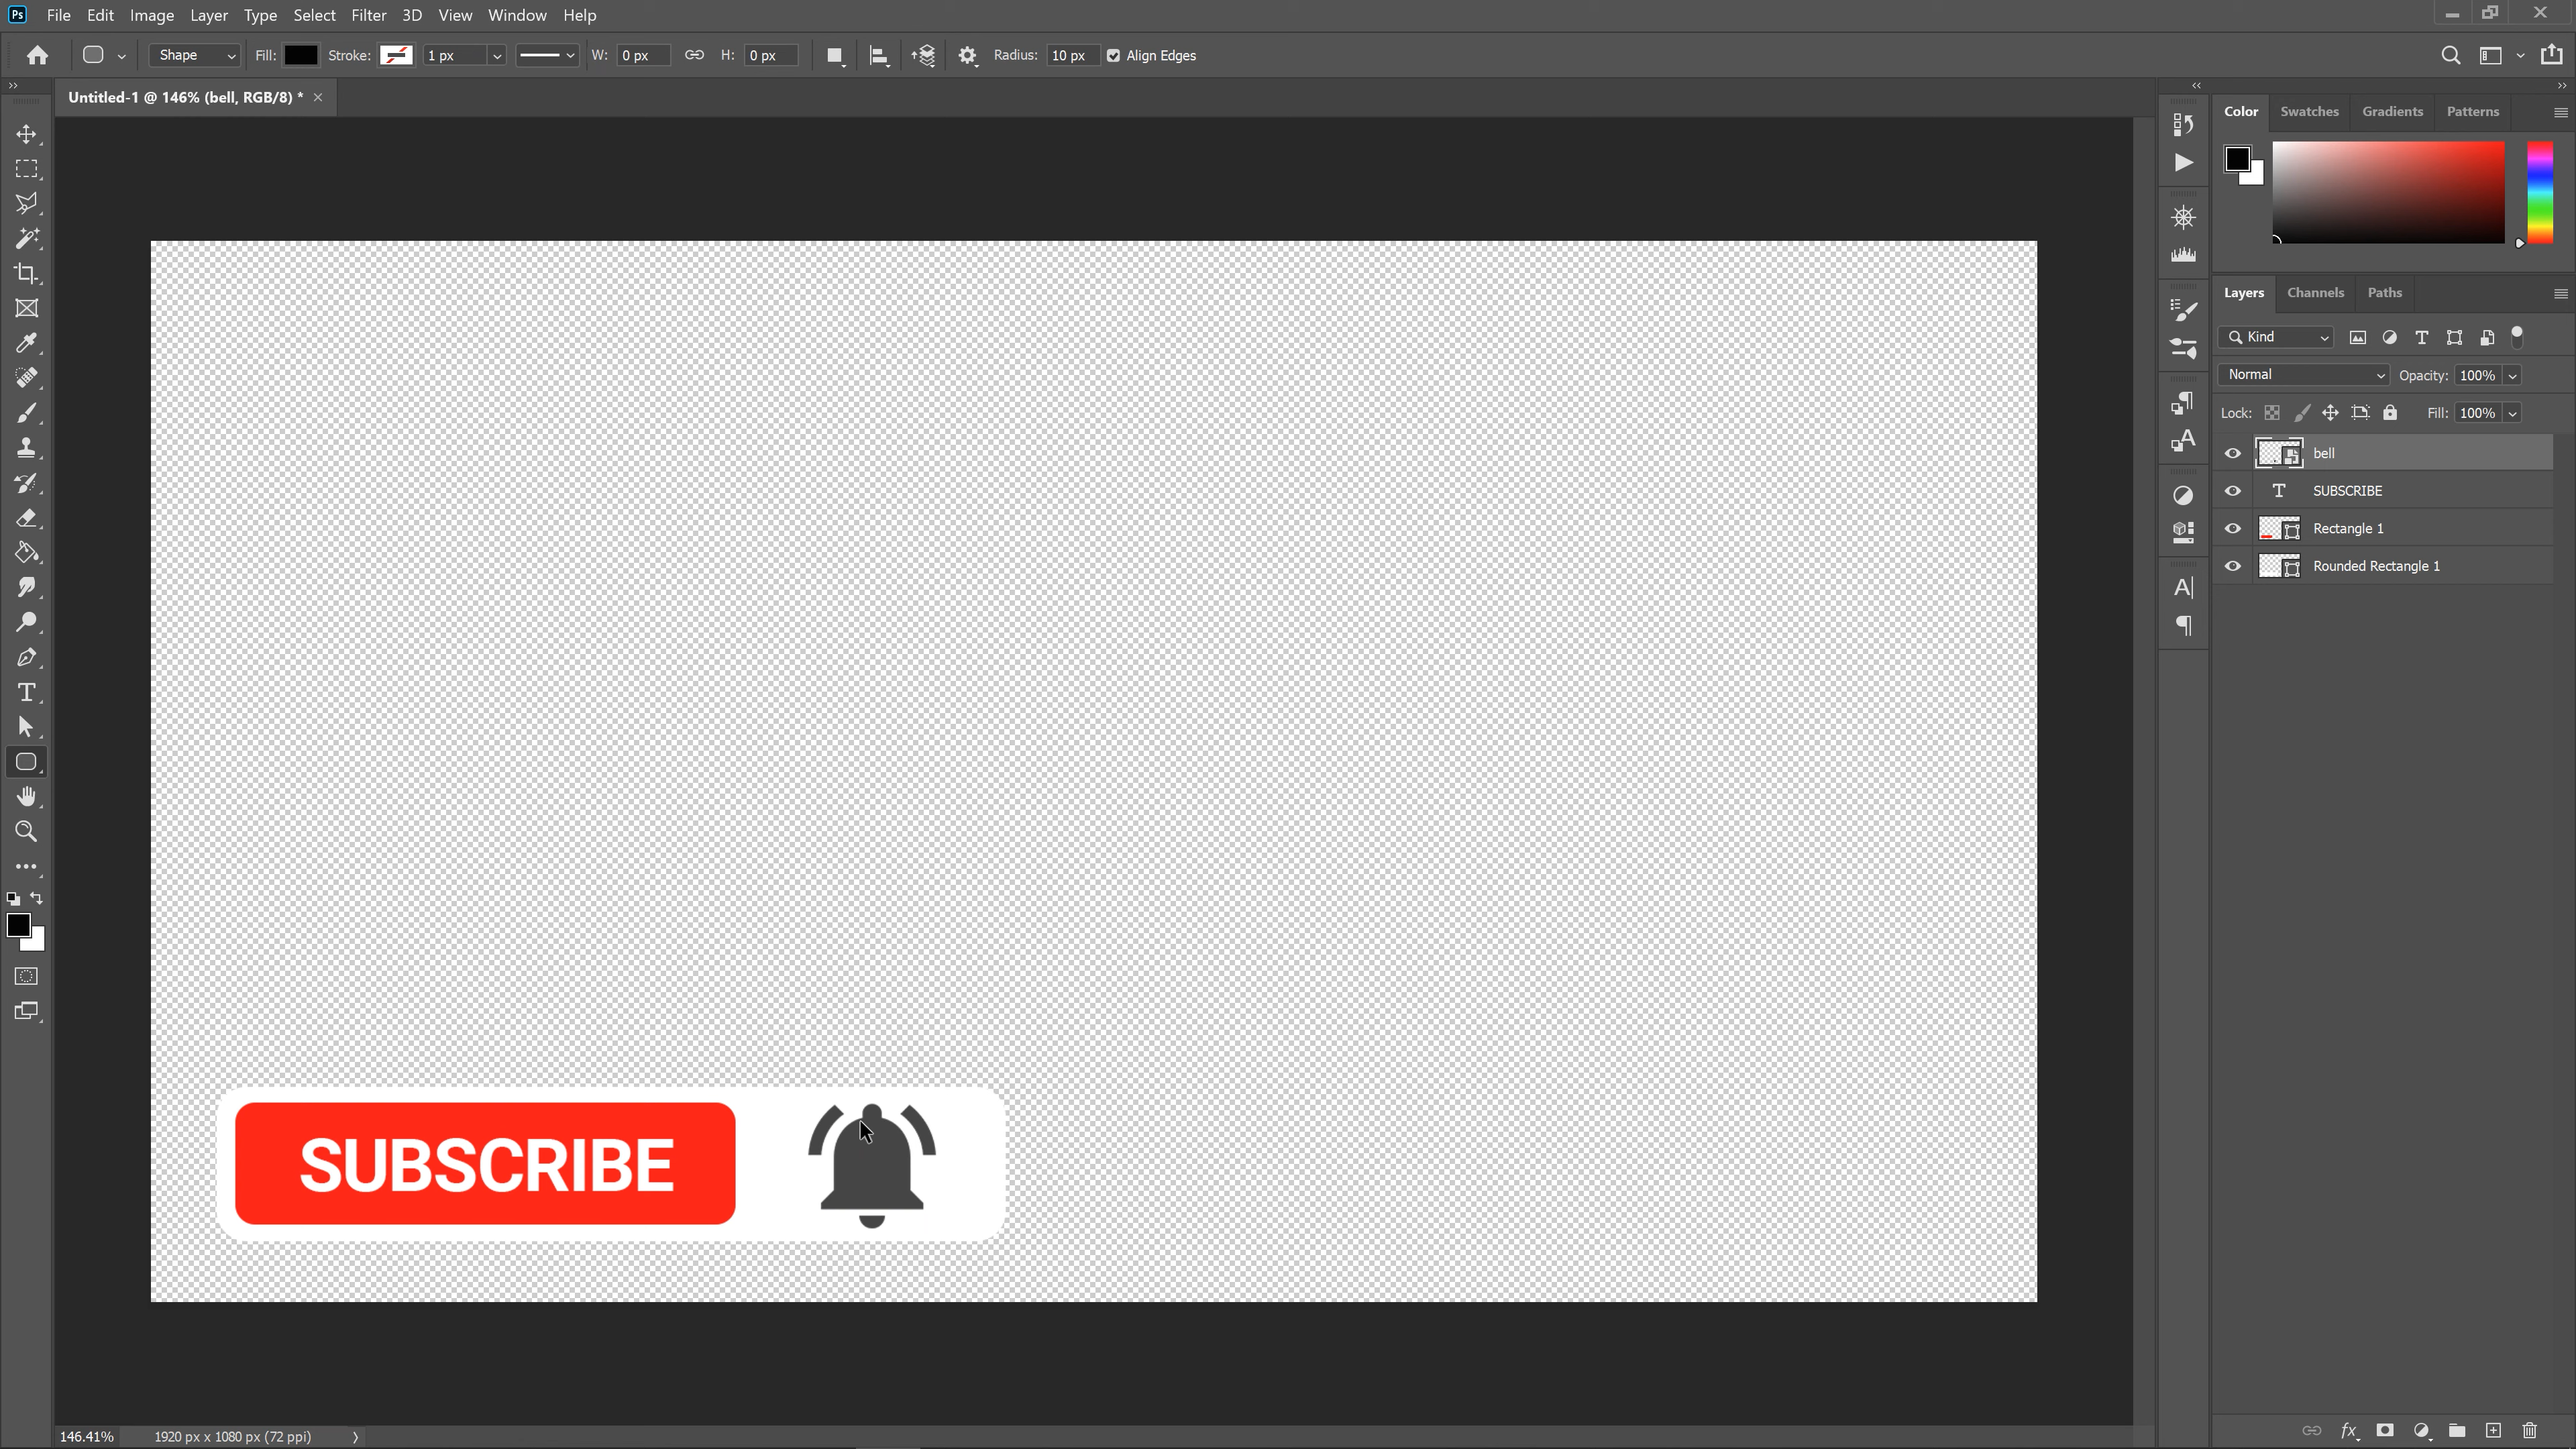 Ps File Edit Image Layer Type Select Filter 3D View Window Help
Shape Fill: Stroke: 1 px W: 0 px H: 0 px Radius: 10 px Align Edges
Untitled-1 @ 146% (bell, RGB/8) * ×
Color Swatches Gradients Patterns
Layers Channels Paths
Kind
Normal Opacity: 100%
Lock: Fill: 100%
bell
SUBSCRIBE
Rectangle 1
Rounded Rectangle 1
SUBSCRIBE
146.41% 1920 px x 1080 px (72 ppi)